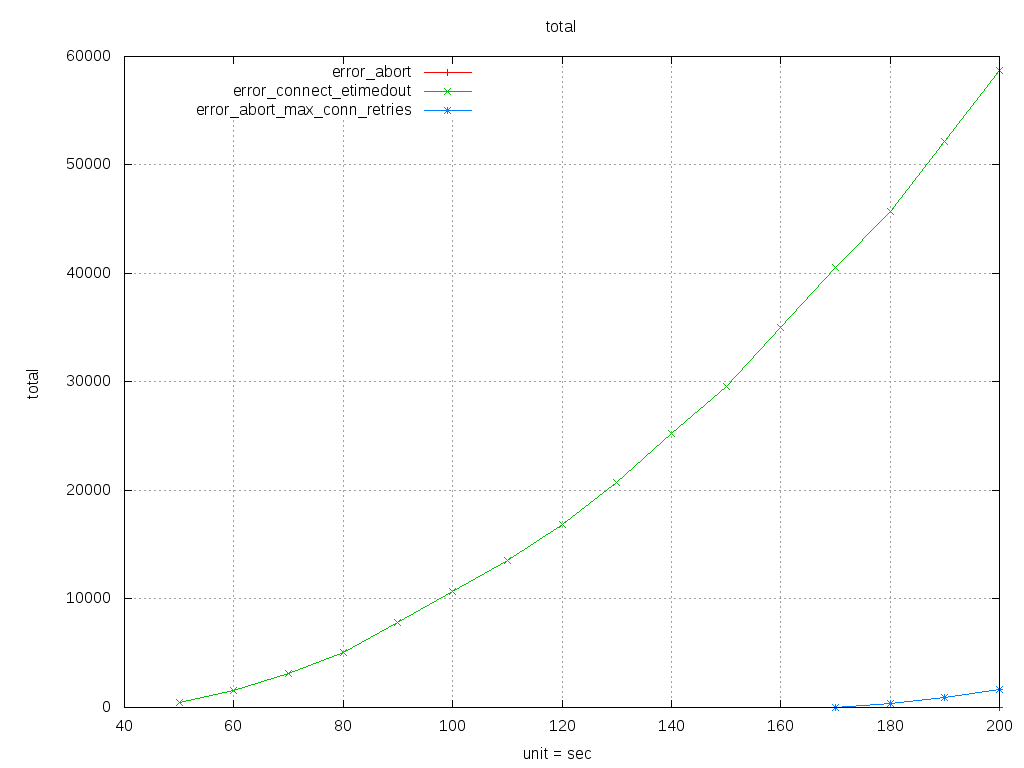 total
60000
50000
40000
30000
20000
10000
0
total
error_abort
error_connect_etimedout
error_abort_max_conn_retries
40 60 80 100 120 140 160 180 200
unit = sec